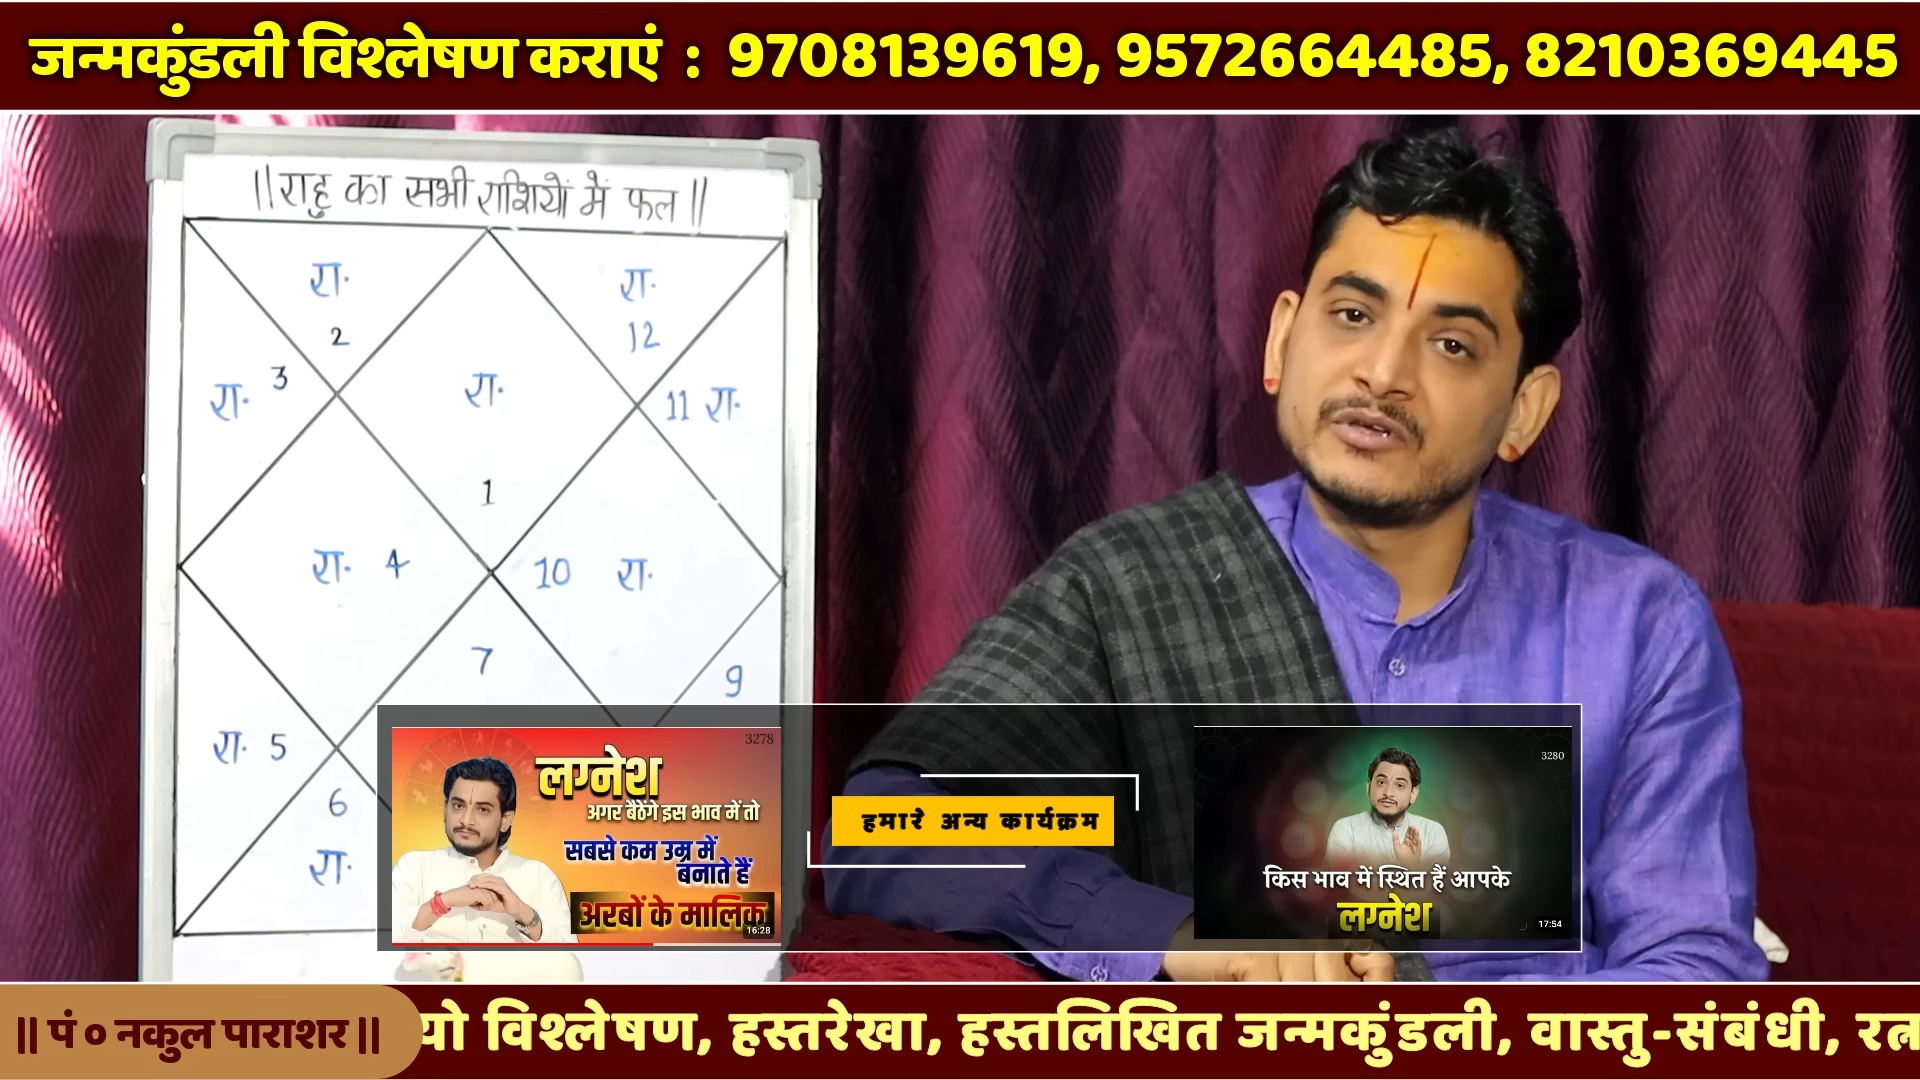 जन्मकुंडली विश्लेषण कराएं : 9708139619, 9572664485, 8210369445
||राहु का सभी राशियों में फल||
रा.
2
रा.
12
रा. 3
रा.
11 रा.
1
रा. 4
10 रा.
7
9
रा. 5
6
रा.
3278
लग्नेश
अगर बैठेंगे इस भाव में तो
सबसे कम उम्र में
बनाते हैं
अरबों के मालिक
16:28
हमारे अन्य कार्यक्रम
3280
किस भाव में स्थित हैं आपके
लग्नेश
17:54
|| पं ० नकुल पाराशर ||
यो विश्लेषण, हस्तरेखा, हस्तलिखित जन्मकुंडली, वास्तु-संबंधी, रत्न